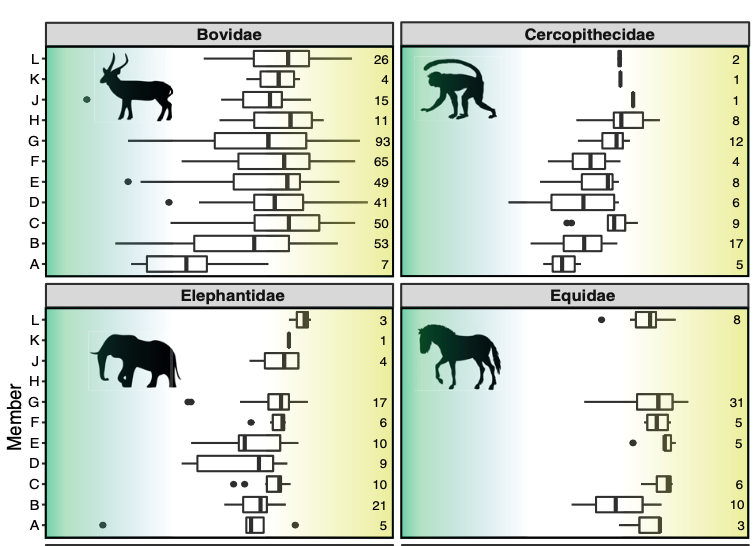 Bovidae
Cercopithecidae
L 26 2
K 4 1
J 15 1
H 11 8
G 93 12
F 65 4
E 49 8
D 41 6
C 50 9
B 53 17
A 7 5
Elephantidae
Equidae
Member
L 3 8
K 1
J 4
H
G 17 31
F 6 5
E 10 5
D 9
C 10 6
B 21 10
A 5 3